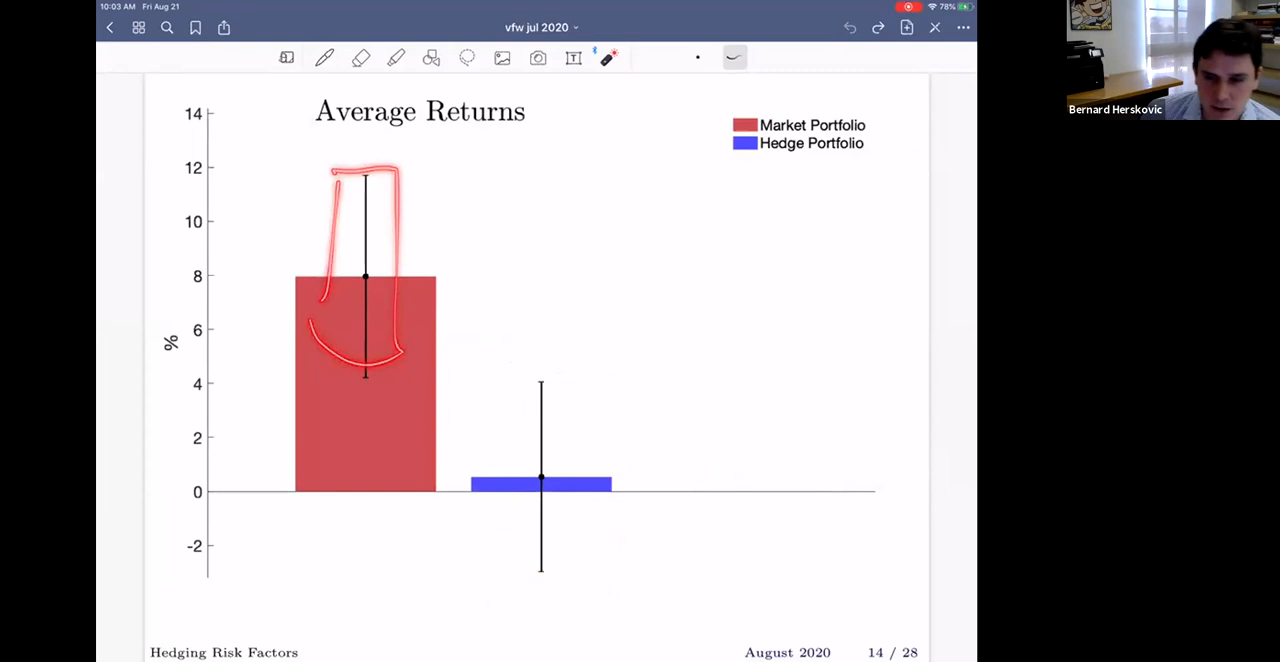 10:03 AM Fri Aug 21
78%
vfw jul 2020
T
Average Returns
Market Portfolio
Hedge Portfolio
14
12
10
8
6
4
2
0
-2
%
Bernard Herskovic
Hedging Risk Factors
August 2020 14 / 28